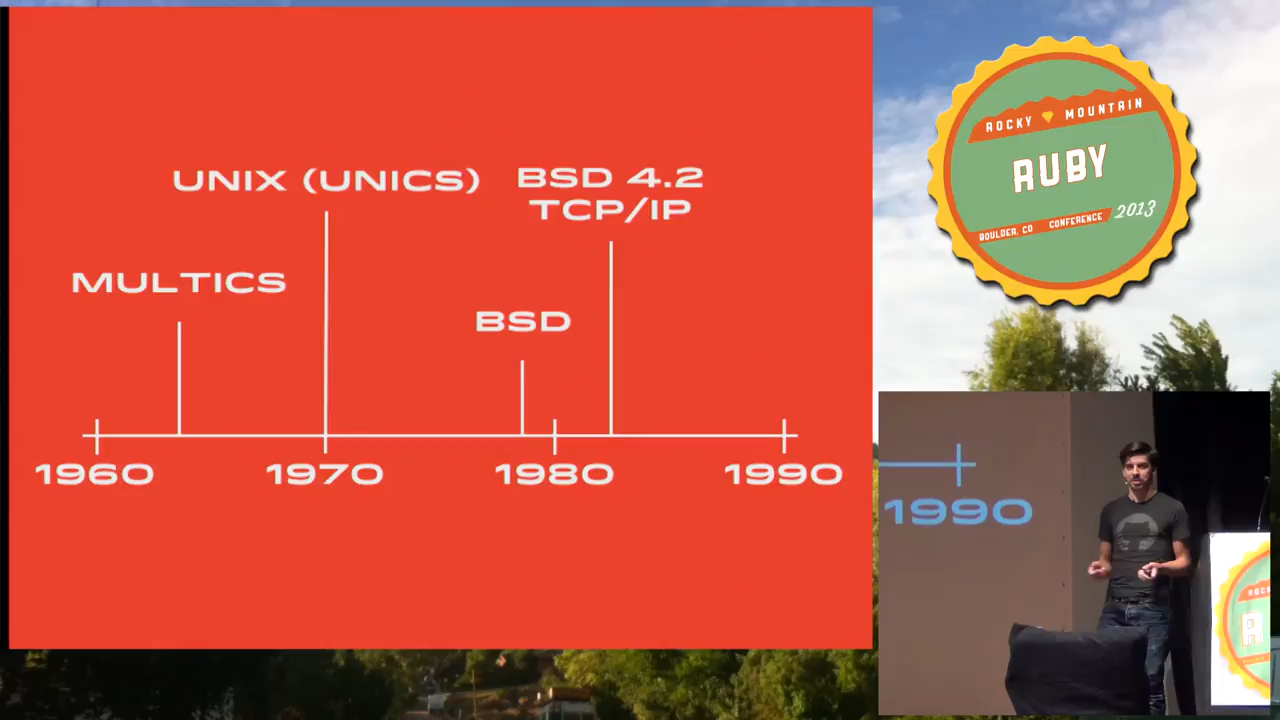 UNIX (UNICS)
BSD 4.2
TCP/IP
MULTICS
BSD
1960
1970
1980
1990
ROCKY MOUNTAIN
RUBY
BOULDER, CO CONFERENCE 2013
1990